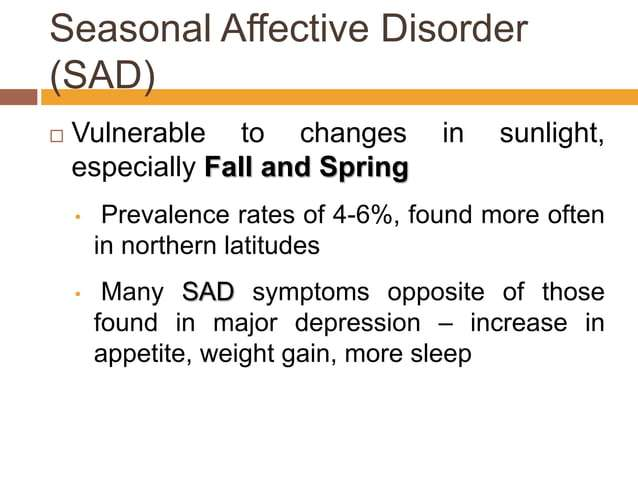 Seasonal Affective Disorder
(SAD)
Vulnerable to changes in sunlight,
especially Fall and Spring
• Prevalence rates of 4-6%, found more often
in northern latitudes
• Many SAD symptoms opposite of those
found in major depression – increase in
appetite, weight gain, more sleep